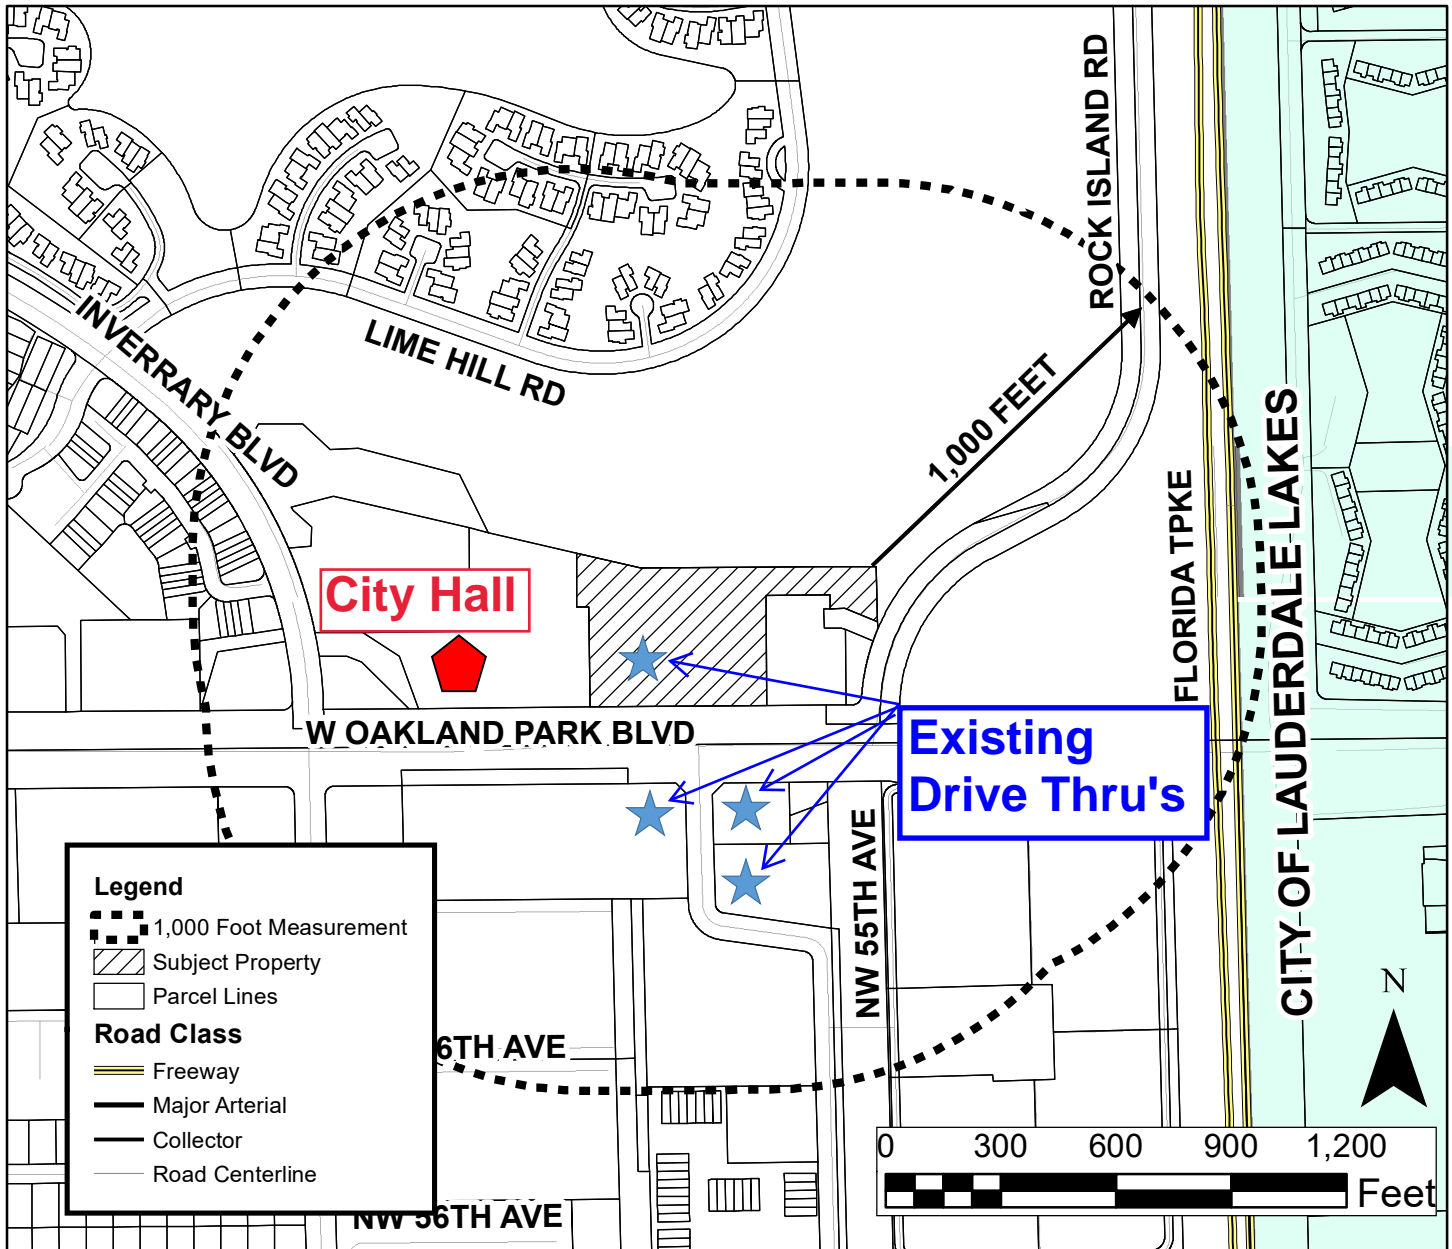 ROCK ISLAND RD
INVERRARY BLVD
LIME HILL RD
1,000 FEET
CITY OF LAUDERDALE LAKES
FLORIDA TPKE
City Hall
W OAKLAND PARK BLVD
Existing
Drive Thru's
NW 55TH AVE
Legend
1,000 Foot Measurement
Subject Property
Parcel Lines
Road Class
Freeway
Major Arterial
Collector
Road Centerline
6TH AVE
NW 56TH AVE
N
0 300 600 900 1,200
Feet